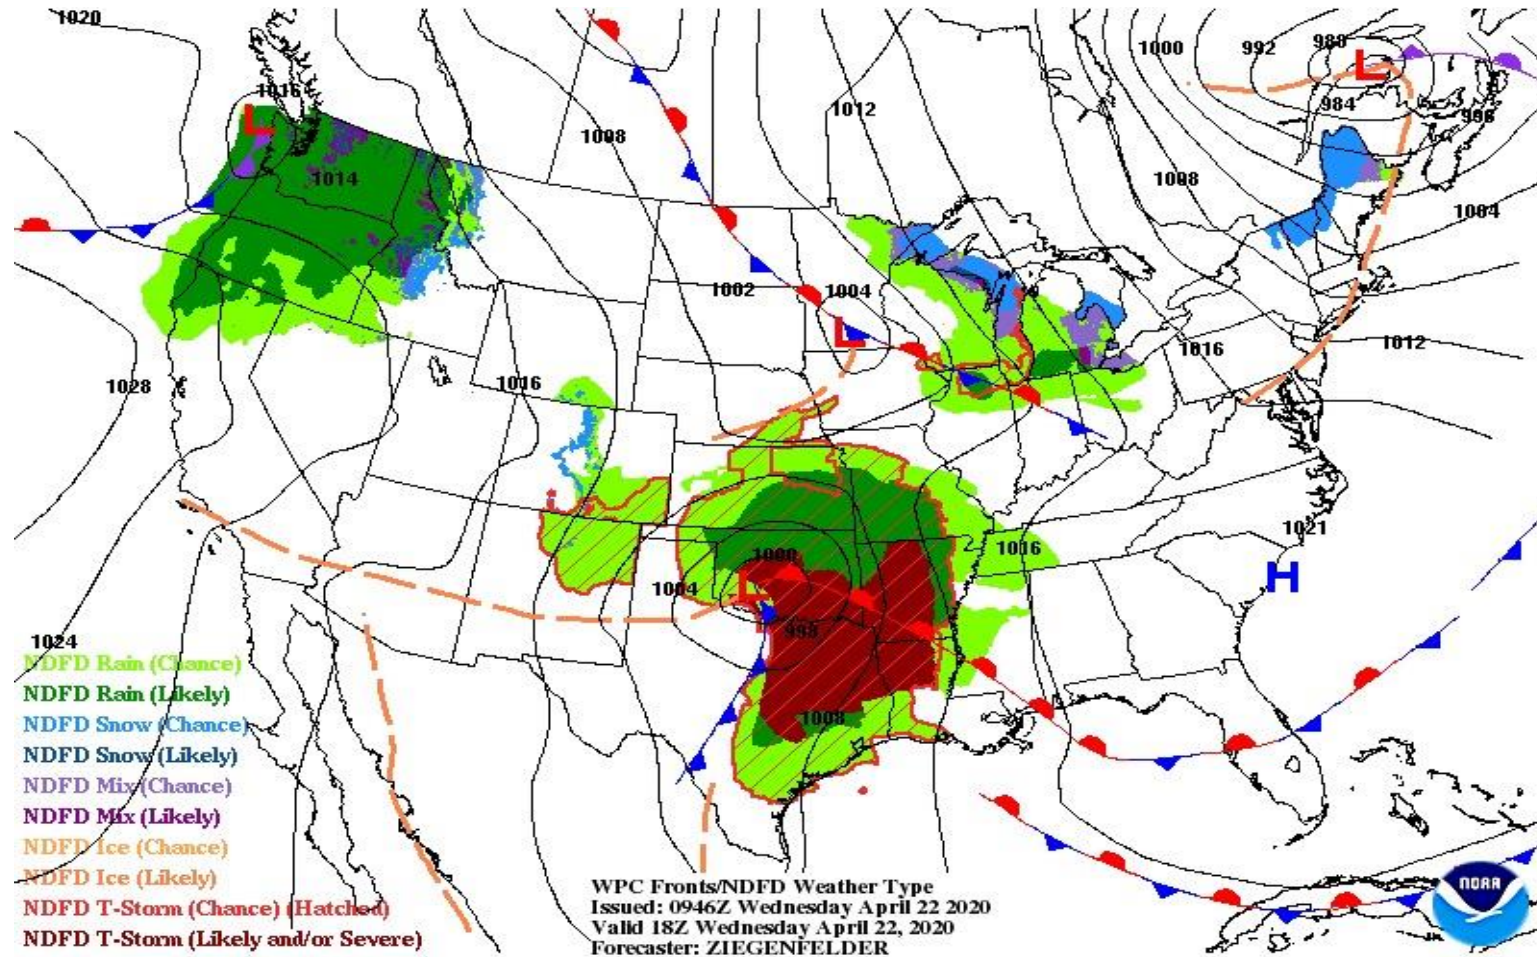 1020
1000
992
988
1016
984
996
1012
1008
1014
1008
1004
1002
1004
1028
1016
1016
1012
1021
1016
1000
1004
998
1024
1008
L
L
L
L
H
NDFD Rain (Chance)
NDFD Rain (Likely)
NDFD Snow (Chance)
NDFD Snow (Likely)
NDFD Mix (Chance)
NDFD Mix (Likely)
NDFD Ice (Chance)
NDFD Ice (Likely)
NDFD T-Storm (Chance) (Hatched)
NDFD T-Storm (Likely and/or Severe)
WPC Fronts/NDFD Weather Type
Issued: 0946Z Wednesday April 22 2020
Valid 18Z Wednesday April 22, 2020
Forecaster: ZIEGENFELDER
NOAA